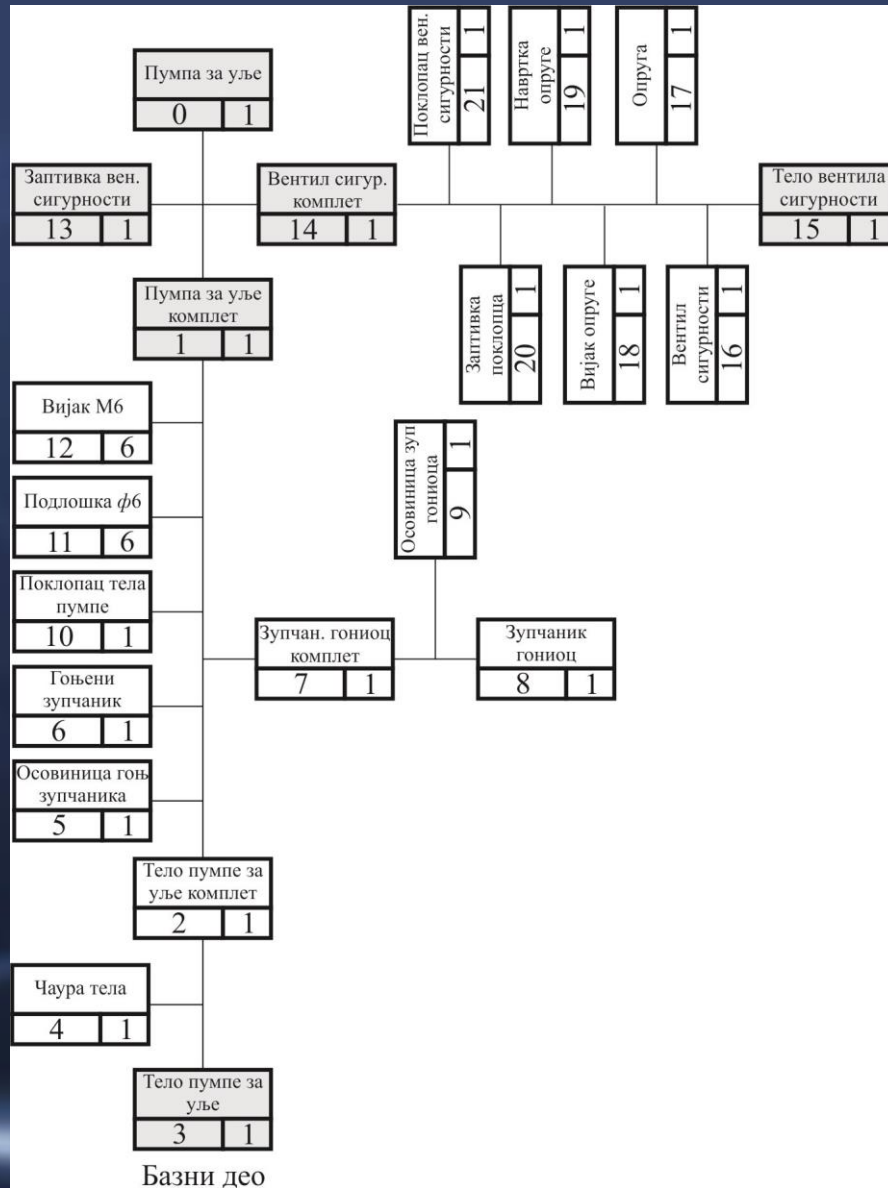 Пумпа за уље
0 1
Поклопац вен.
сигурности
21 1
Навртка
опруге
19 1
Опруга
17 1
Заптивка вен.
сигурности
13 1
Вентил сигур.
комплет
14 1
Тело вентила
сигурности
15 1
Пумпа за уље
комплет
1 1
Заптивка
поклопца
20 1
Вијак опруге
18 1
Вентил
сигурности
16 1
Вијак М6
12 6
Подлошка ф6
11 6
Осовиница зуп
гониоца
9 1
Поклопац тела
пумпе
10 1
Зупчан. гониоц
комплет
7 1
Зупчаник
гониоц
8 1
Гоњени
зупчаник
6 1
Осовиница гоњ
зупчаника
5 1
Тело пумпе за
уље комплет
2 1
Чаура тела
4 1
Тело пумпе за
уље
3 1
Базни део